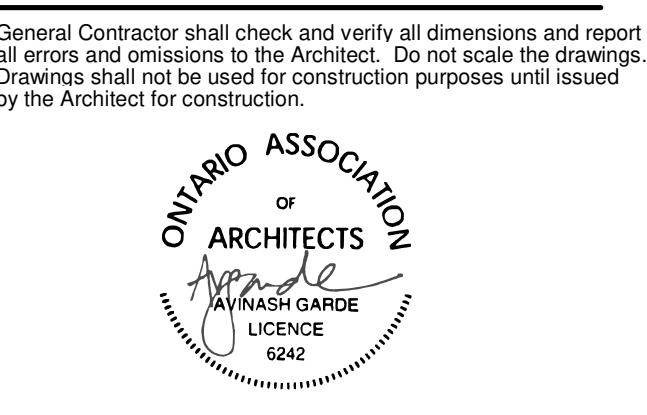 General Contractor shall check and verify all dimensions and report
all errors and omissions to the Architect.  Do not scale the drawings.
Drawings shall not be used for construction purposes until issued
by the Architect for construction.
ONTARIO ASSOCIATION
OF
ARCHITECTS
AVINASH GARDE
LICENCE
6242